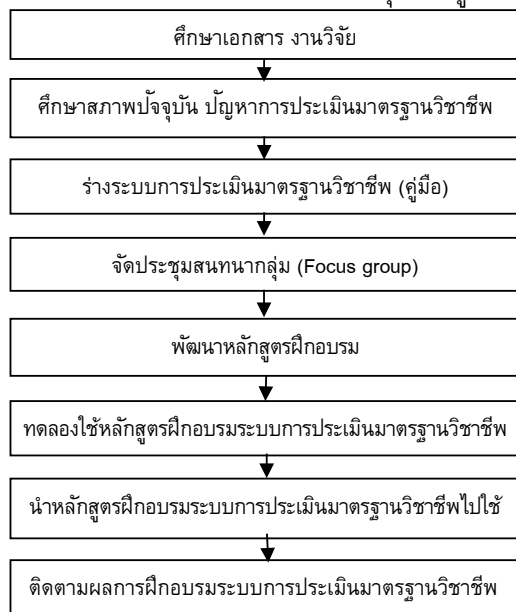 ศึกษาเอกสาร งานวิจัย
ศึกษาสภาพปัจจุบัน ปัญหาการประเมินมาตรฐานวิชาชีพ
ร่างระบบการประเมินมาตรฐานวิชาชีพ (คู่มือ)
จัดประชุมสนทนากลุ่ม (Focus group)
พัฒนาหลักสูตรฝึกอบรม
ทดลองใช้หลักสูตรฝึกอบรมระบบการประเมินมาตรฐานวิชาชีพ
นำหลักสูตรฝึกอบรมระบบการประเมินมาตรฐานวิชาชีพไปใช้
ติดตามผลการฝึกอบรมระบบการประเมินมาตรฐานวิชาชีพ